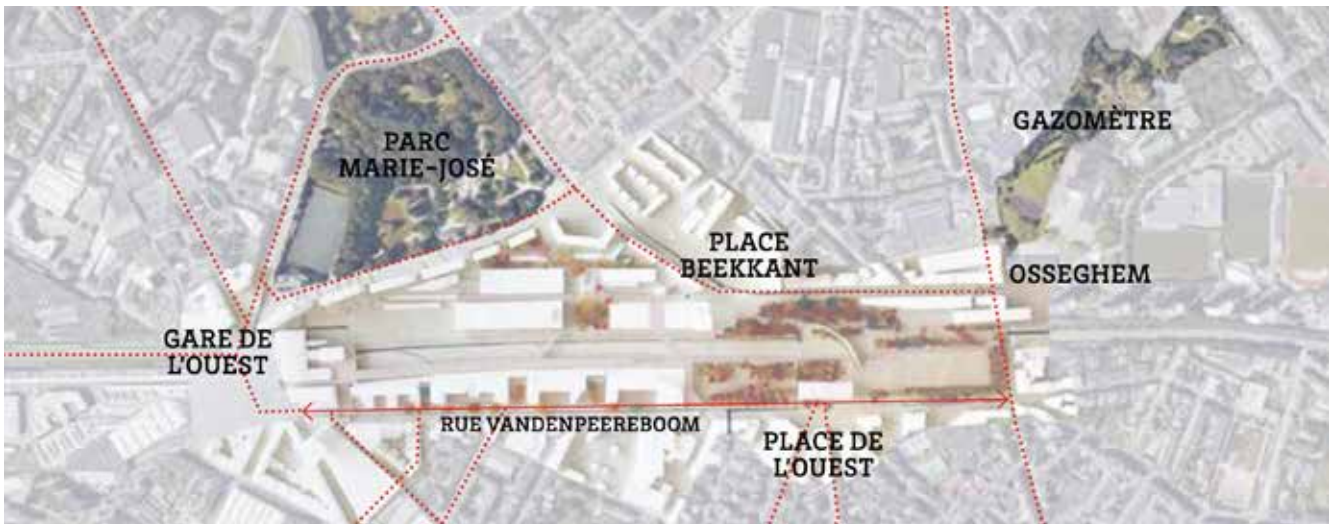 PARC
MARIE-JOSÉ
GAZOMÈTRE
PLACE
BEEKKANT
OSSEGHEM
GARE DE
L'OUEST
RUE VANDENPEEREBOOM
PLACE DE
L'OUEST